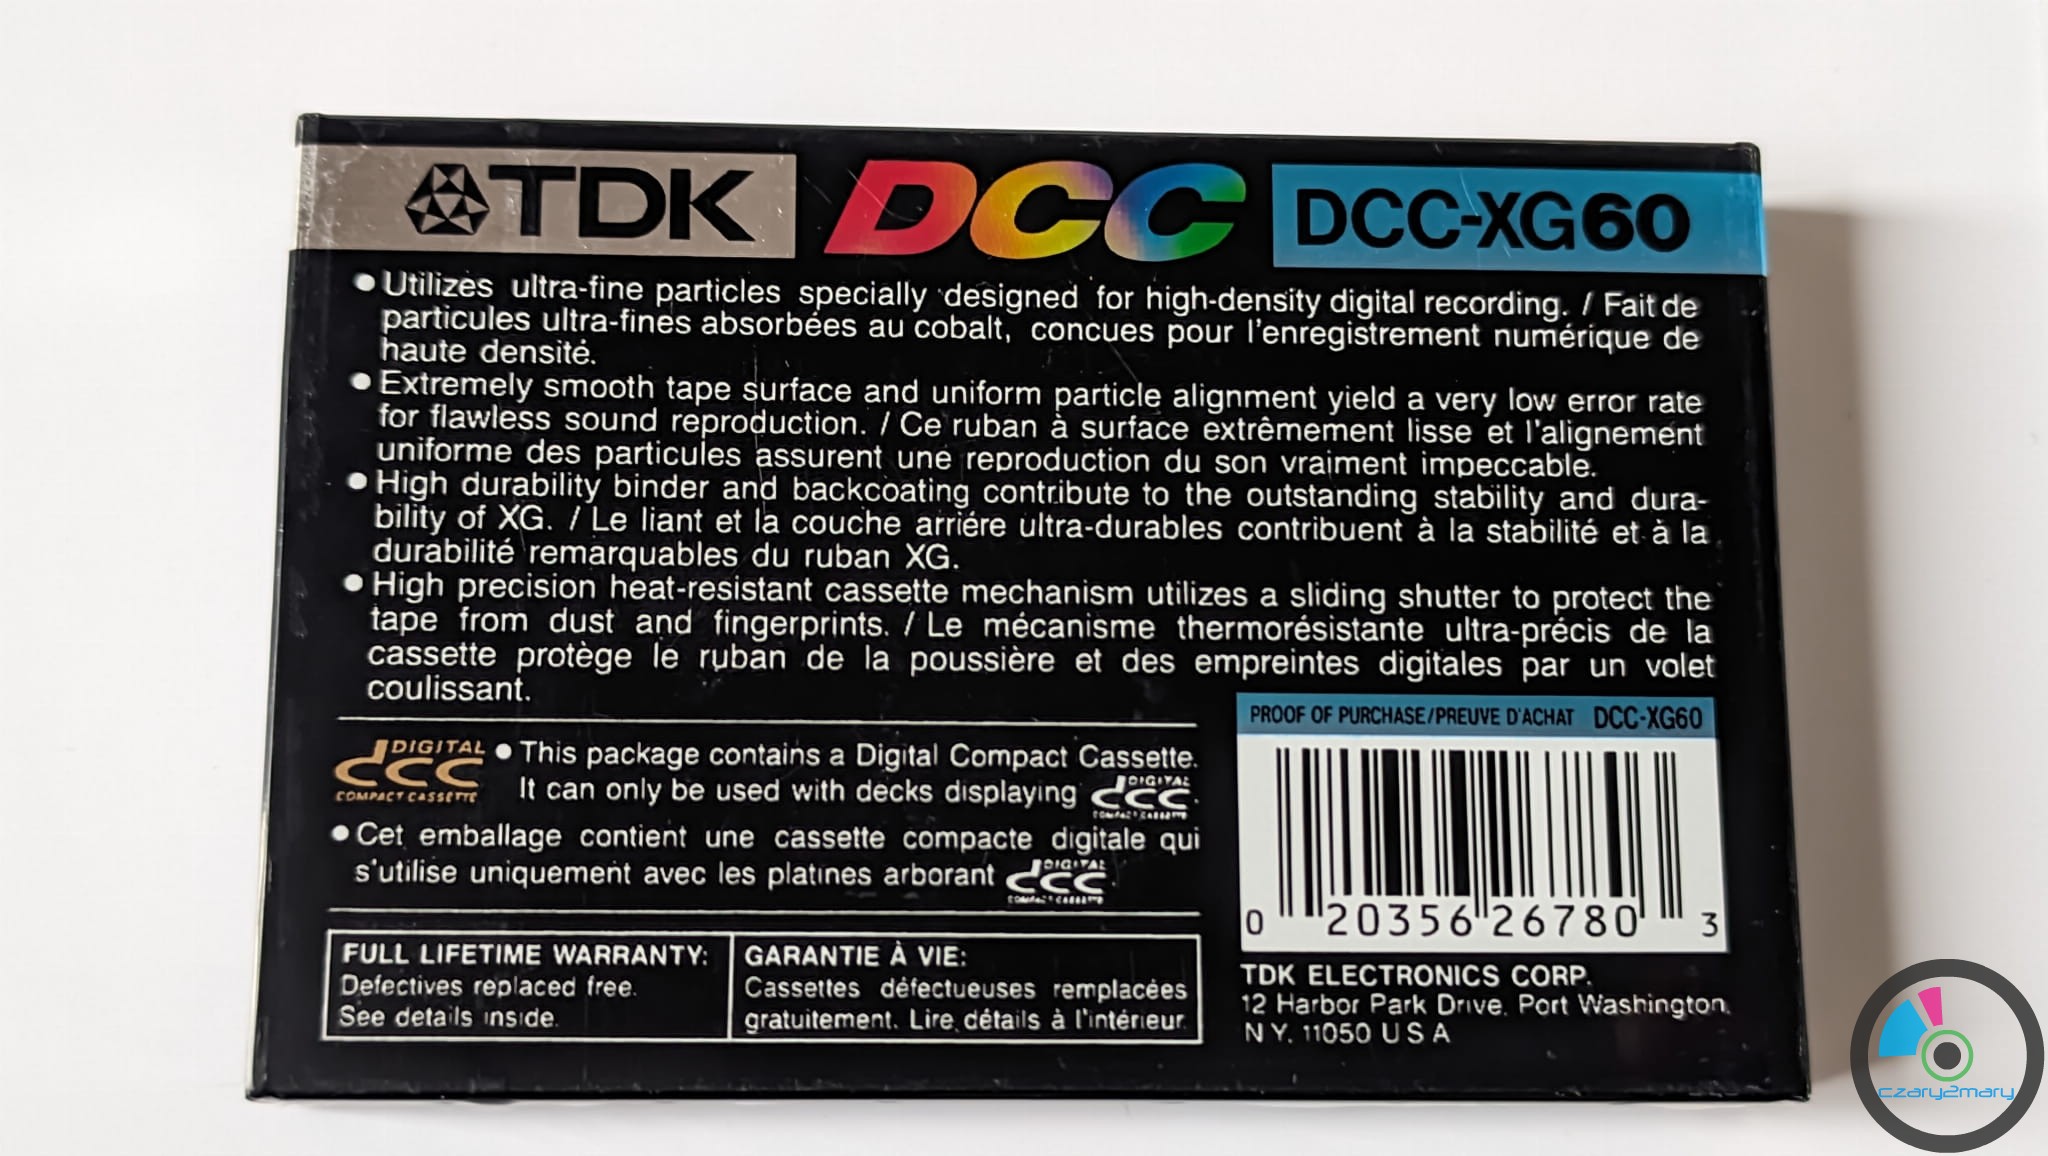 TDK DCC DCC-XG60
● Utilizes ultra-fine particles specially designed for high-density digital recording. / Fait de
particules ultra-fines absorbées au cobalt, concues pour l'enregistrement numérique de
haute densité.
● Extremely smooth tape surface and uniform particle alignment yield a very low error rate
for flawless sound reproduction. / Ce ruban à surface extrêmement lisse et l'alignement
uniforme des particules assurent une reproduction du son vraiment impeccable.
● High durability binder and backcoating contribute to the outstanding stability and dura-
bility of XG. / Le liant et la couche arriére ultra-durables contribuent à la stabilité et à la
durabilité remarquables du ruban XG.
● High precision heat-resistant cassette mechanism utilizes a sliding shutter to protect the
tape from dust and fingerprints. / Le mécanisme thermorésistante ultra-précis de la
cassette protège le ruban de la poussière et des empreintes digitales par un volet
coulissant.
DIGITAL
dcc
COMPACT CASSETTE
● This package contains a Digital Compact Cassette.
It can only be used with decks displaying DIGITAL dcc COMPACT CASSETTE.
● Cet emballage contient une cassette compacte digitale qui
s'utilise uniquement avec les platines arborant DIGITAL dcc COMPACT CASSETTE.
FULL LIFETIME WARRANTY:
Defectives replaced free.
See details inside.
GARANTIE À VIE:
Cassettes défectueuses remplacées
gratuitement. Lire détails à l'intérieur.
PROOF OF PURCHASE/PREUVE D'ACHAT DCC-XG60
0 20356 26780 3
TDK ELECTRONICS CORP.
12 Harbor Park Drive, Port Washington,
N.Y. 11050 U.S.A
czary2mary